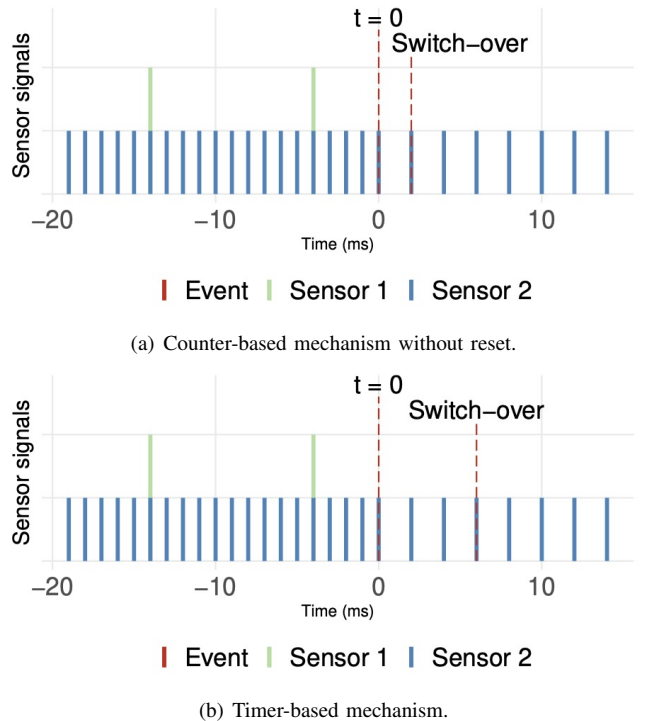 t = 0
Switch−over
Sensor signals
−20 −10 0 10
Time (ms)
Event Sensor 1 Sensor 2
(a) Counter-based mechanism without reset.
t = 0
Switch−over
Sensor signals
−20 −10 0 10
Time (ms)
Event Sensor 1 Sensor 2
(b) Timer-based mechanism.